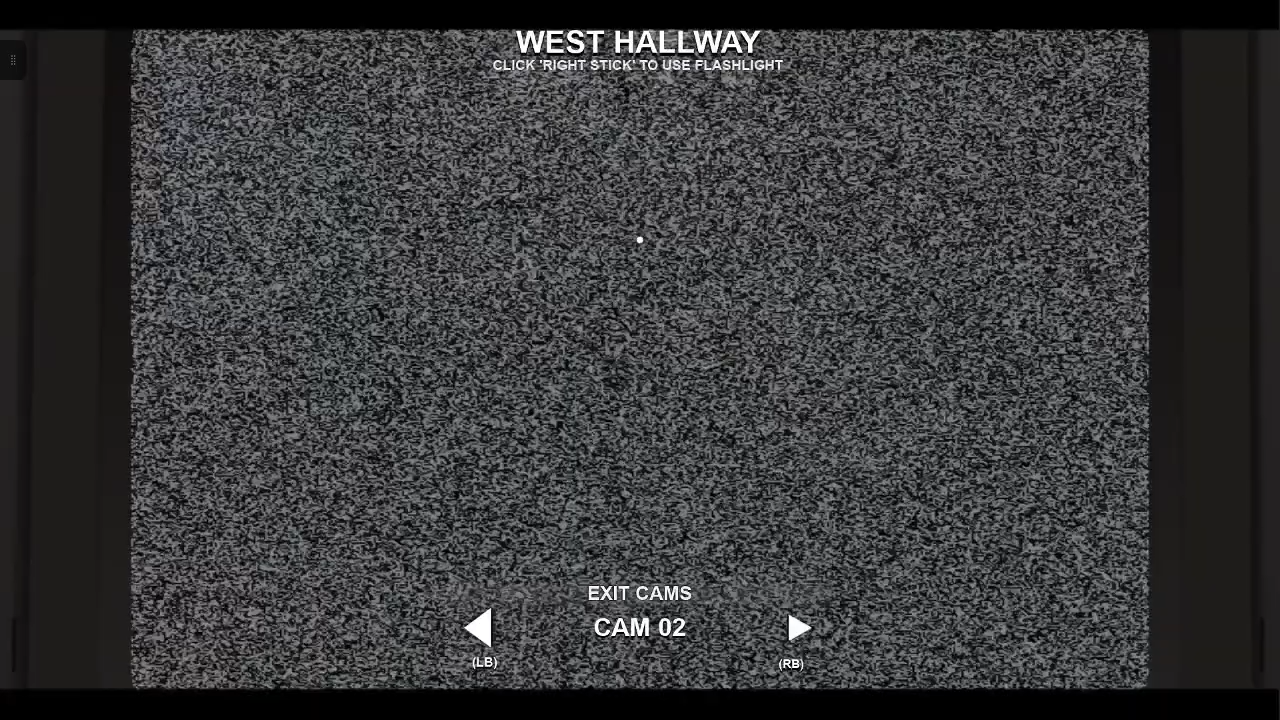 WEST HALLWAY
CLICK 'RIGHT STICK' TO USE FLASHLIGHT
EXIT CAMS
CAM 02
(LB) (RB)